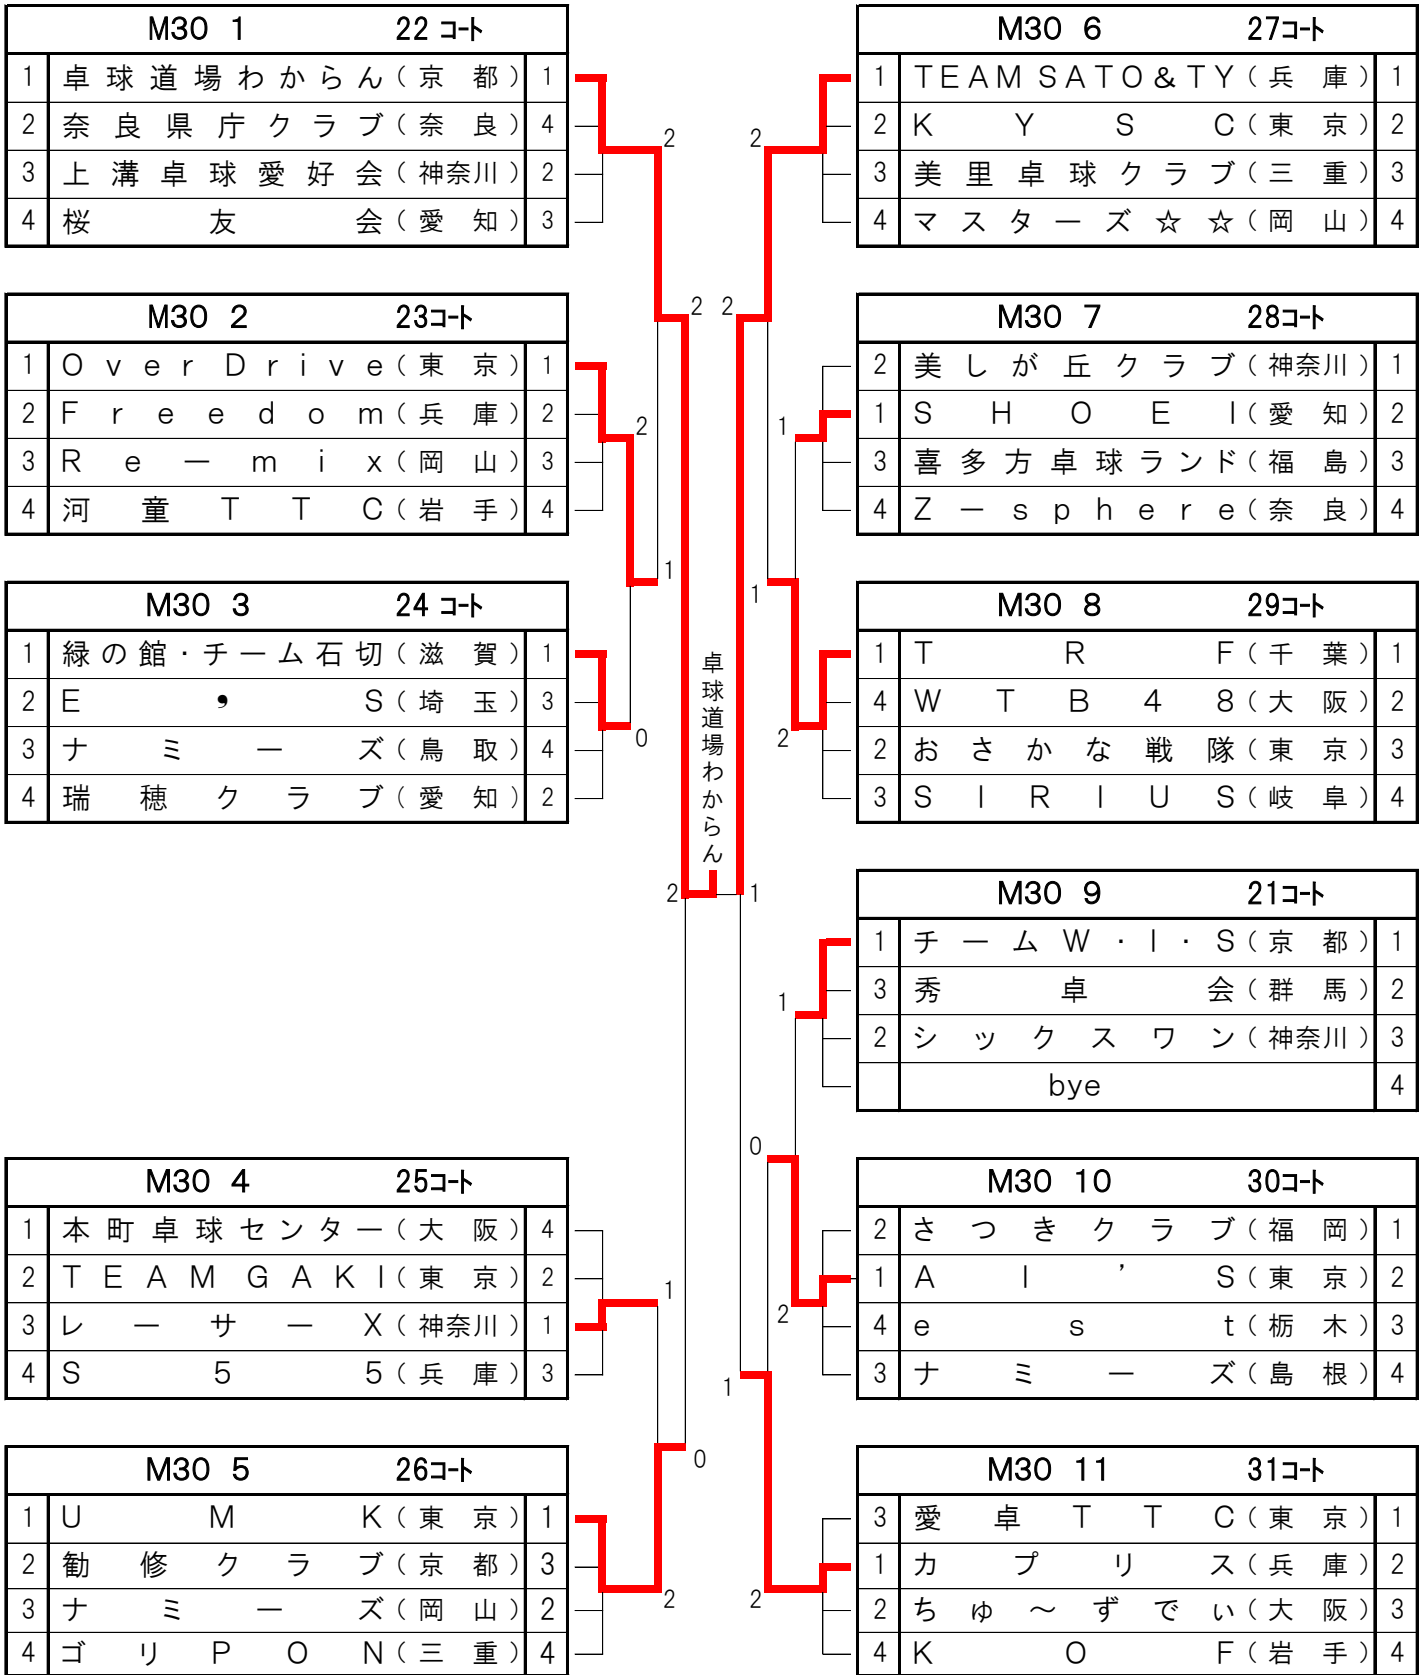 M30 1 22 コート
1 卓球道場わからん(京都) 1
2 奈良県庁クラブ(奈良) 4
3 上溝卓球愛好会(神奈川) 2
4 桜友会(愛知) 3
M30 2 23コート
1 Over Drive(東京) 1
2 Freedom(兵庫) 2
3 Re－mix(岡山) 3
4 河童TTC(岩手) 4
M30 3 24 コート
1 緑の館・チーム石切(滋賀) 1
2 E ❜ S(埼玉) 3
3 ナミーズ(鳥取) 4
4 瑞穂クラブ(愛知) 2
M30 4 25コート
1 本町卓球センター(大阪) 4
2 TEAM GAKI(東京) 2
3 レーサーX(神奈川) 1
4 S55(兵庫) 3
M30 5 26コート
1 UMK(東京) 1
2 勧修クラブ(京都) 3
3 ナミーズ(岡山) 2
4 ゴリPON(三重) 4
2
2
1
0
2
2
1
0
2
卓球道場わからん
2
2
1
1
2
1
1
0
2
1
2
M30 6 27コート
1 TEAM SATO&TY(兵庫) 1
2 KYSC(東京) 2
3 美里卓球クラブ(三重) 3
4 マスターズ☆☆(岡山) 4
M30 7 28コート
2 美しが丘クラブ(神奈川) 1
1 SHOEI(愛知) 2
3 喜多方卓球ランド(福島) 3
4 Z－sphere(奈良) 4
M30 8 29コート
1 TRF(千葉) 1
4 WTB48(大阪) 2
2 おさかな戦隊(東京) 3
3 SIRIUS(岐阜) 4
M30 9 21コート
1 チームW・I・S(京都) 1
3 秀卓会(群馬) 2
2 シックスワン(神奈川) 3
bye 4
M30 10 30コート
2 さつきクラブ(福岡) 1
1 AI’S(東京) 2
4 est(栃木) 3
3 ナミーズ(島根) 4
M30 11 31コート
3 愛卓TTC(東京) 1
1 カプリス(兵庫) 2
2 ちゅ～ずでぃ(大阪) 3
4 KOF(岩手) 4